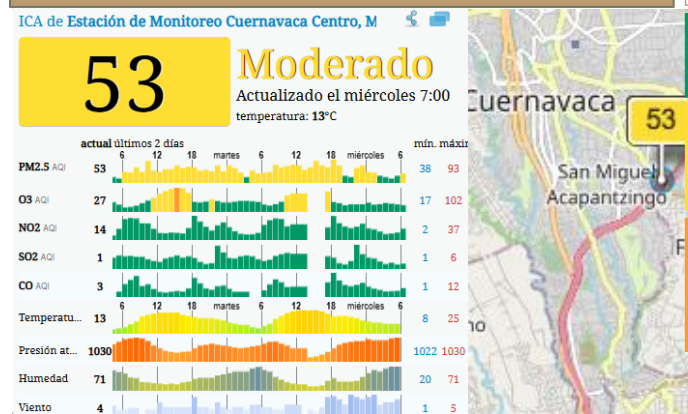 ICA de Estación de Monitoreo Cuernavaca Centro, M
53
Moderado
Actualizado el miércoles 7:00
temperatura: 13°C
actual últimos 2 días mín. máxir
6 12 18 martes 6 12 18 miércoles 6
PM2.5 AQI 53 38 93
O3 AQI 27 17 102
NO2 AQI 14 2 37
SO2 AQI 1 1 6
CO AQI 3 1 12
6 12 18 martes 6 12 18 miércoles 6
Temperatu... 13 8 25
Presión at... 1030 1022 1030
Humedad 71 20 71
Viento 4 1 5
Cuernavaca
53
San Miguel
Acapantzingo
F
no